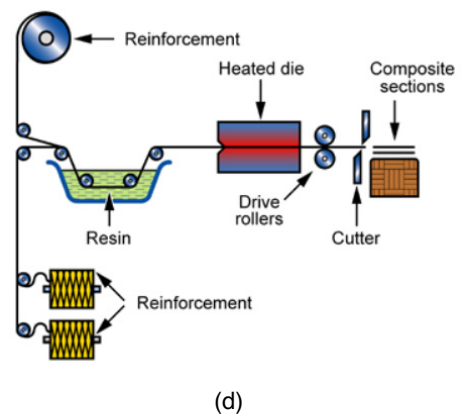 Reinforcement
Heated die
Composite
sections
Resin
Drive
rollers
Cutter
Reinforcement
(d)